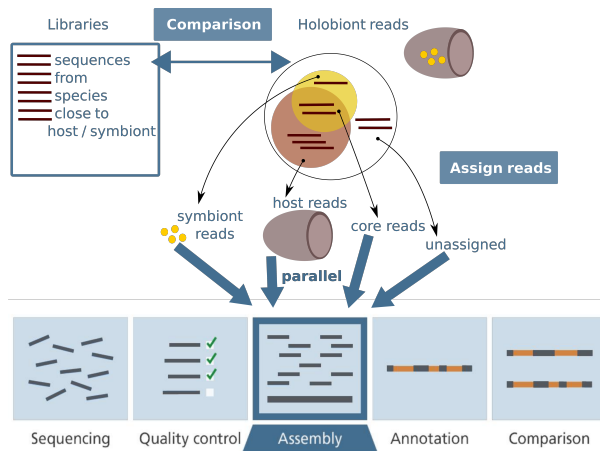 Libraries
Comparison
Holobiont reads
sequences
from
species
close to
host / symbiont
Assign reads
symbiont
reads
host reads
core reads
unassigned
parallel
Sequencing
Quality control
Assembly
Annotation
Comparison